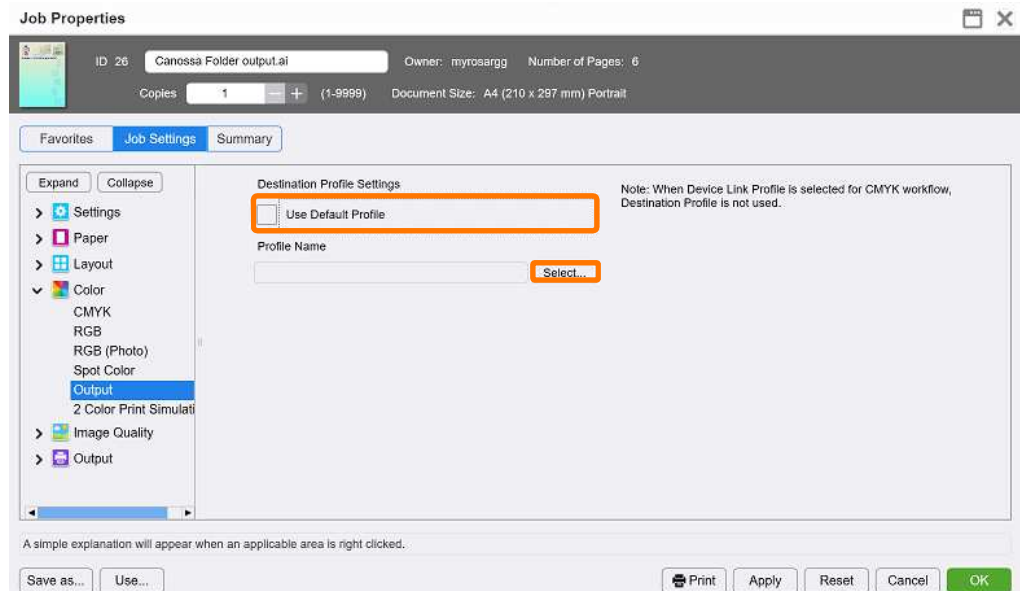 Job Properties
ID 26 Canossa Folder output.ai Owner: myrosargg Number of Pages: 6
Copies 1 − + (1-9999) Document Size: A4 (210 x 297 mm) Portrait
Favorites Job Settings Summary
Expand Collapse
Settings
Paper
Layout
Color
CMYK
RGB
RGB (Photo)
Spot Color
Output
2 Color Print Simulati
Image Quality
Output
Destination Profile Settings
Use Default Profile
Profile Name
Select...
Note: When Device Link Profile is selected for CMYK workflow,
Destination Profile is not used.
A simple explanation will appear when an applicable area is right clicked.
Save as... Use... Print Apply Reset Cancel OK